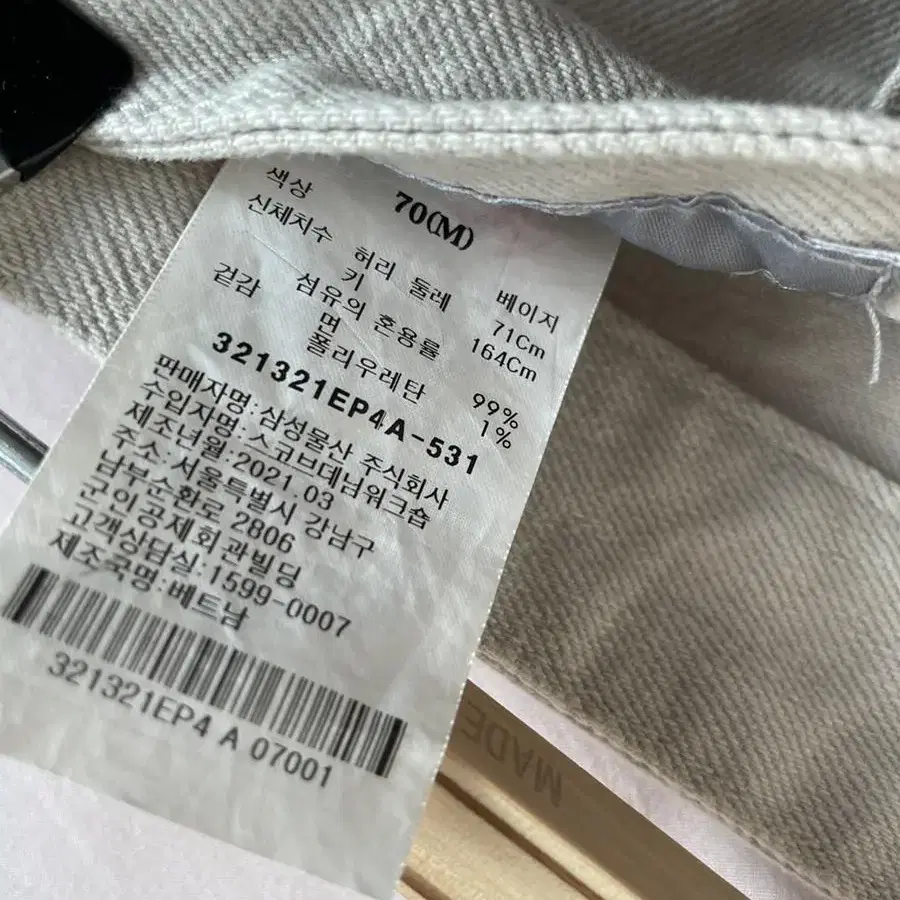 70(M)
색상 베이지
신체치수 허리 둘레 71Cm
키 164Cm
겉감 섬유의 혼용률
면 99%
폴리우레탄 1%
321321EP4A-531
판매자명:삼성물산 주식회사
수입자명:스코브데님워크숍
제조년월:2021.03
주소:서울특별시 강남구
남부순환로 2806
군인공제회관빌딩
고객상담실:1599-0007
제조국명:베트남
321321EP4 A 07001
MADE